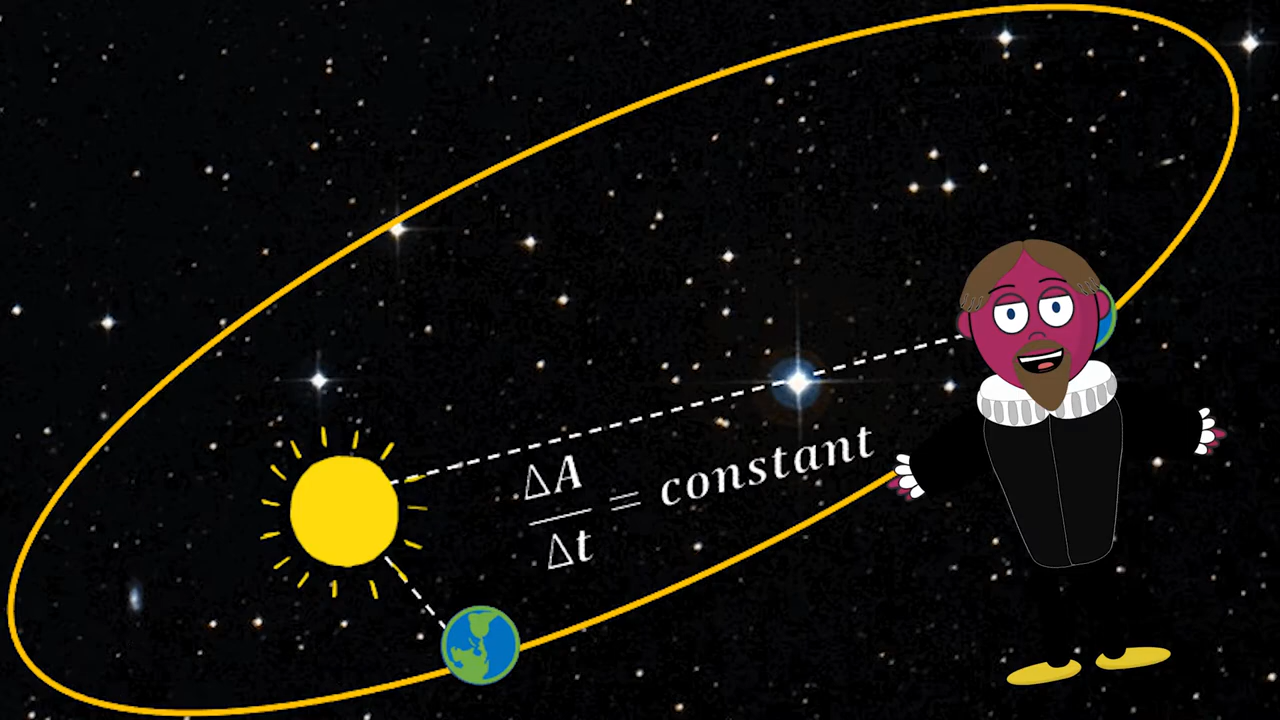 ΔA
Δt = constant